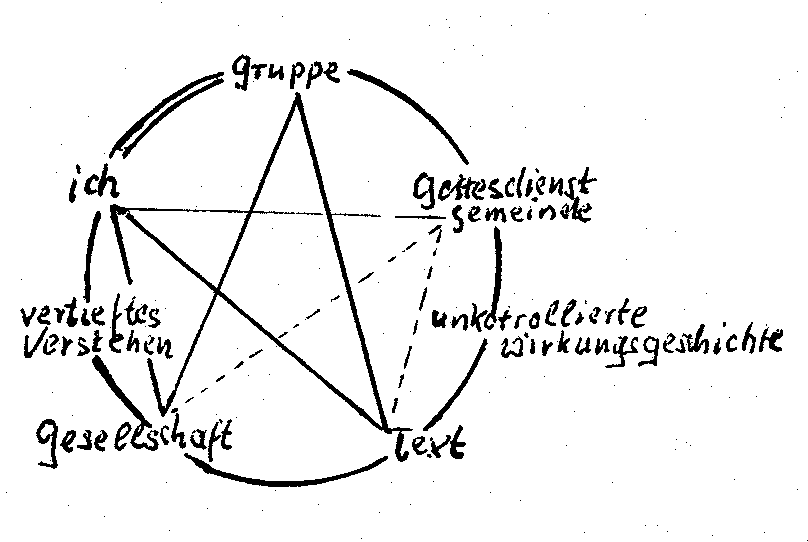 gruppe
ich
Gottesdienst
gemeinde
vertieftes
Verstehen
unkotrollierte
wirkungsgeschichte
Gesellschaft
Text